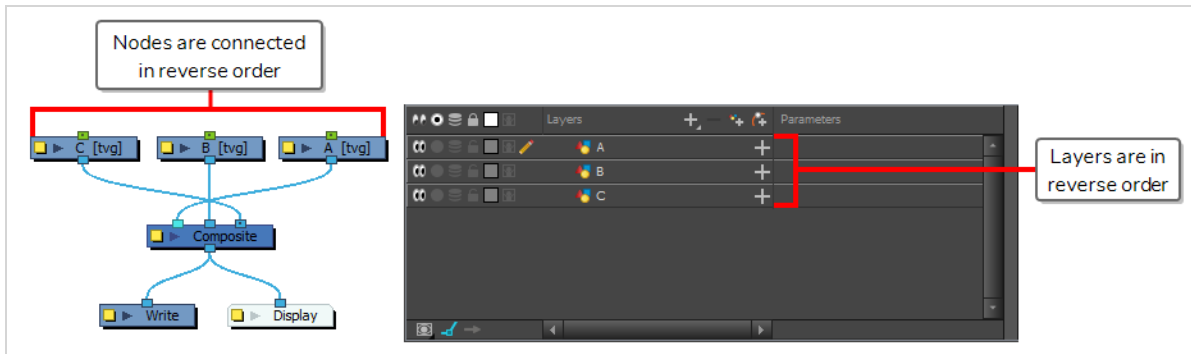 Nodes are connected
in reverse order
C [tvg]
B [tvg]
A [tvg]
Composite
Write
Display
Layers
Parameters
A
B
C
Layers are in
reverse order